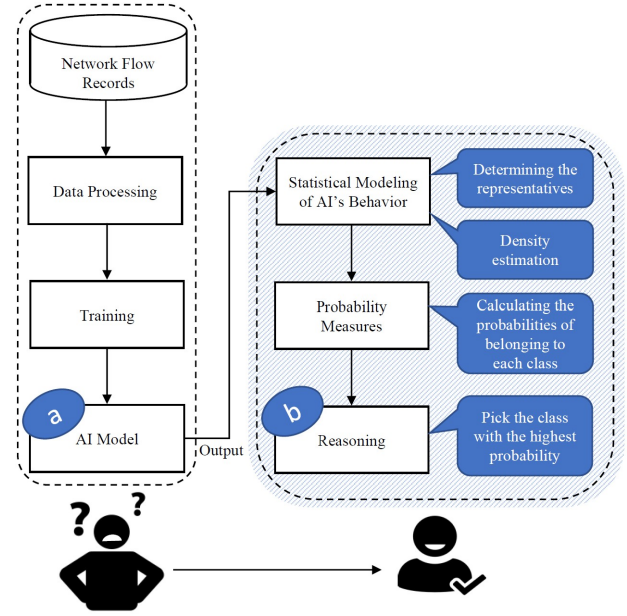 Network Flow
Records
Data Processing
Training
a
AI Model
Output
Statistical Modeling
of AI's Behavior
Determining the
representatives
Density
estimation
Probability
Measures
Calculating the
probabilities of
belonging to
each class
b
Reasoning
Pick the class
with the highest
probability
? ?